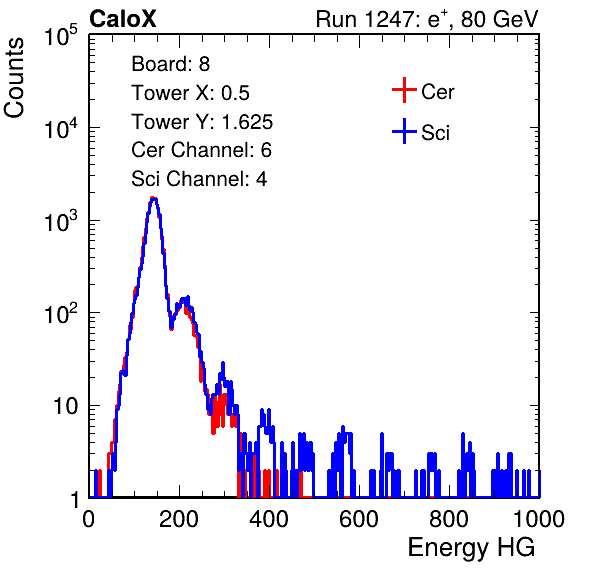 CaloX Run 1247: e⁺, 80 GeV
Counts
10⁵
10⁴
10³
10²
10
1
Board: 8
Tower X: 0.5
Tower Y: 1.625
Cer Channel: 6
Sci Channel: 4
Cer
Sci
0 200 400 600 800 1000
Energy HG